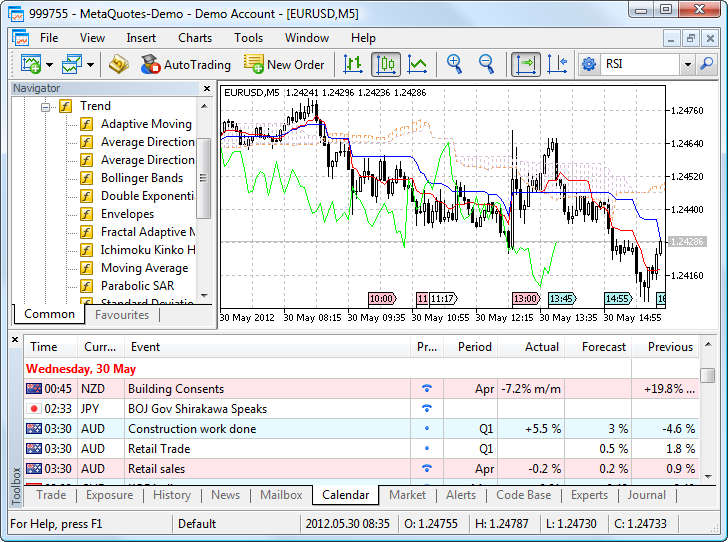 999755 - MetaQuotes-Demo - Demo Account - [EURUSD,M5]
File View Insert Charts Tools Window Help
AutoTrading New Order RSI
Navigator
Trend
Adaptive Moving
Average Direction
Average Direction
Bollinger Bands
Double Exponenti
Envelopes
Fractal Adaptive M
Ichimoku Kinko H
Moving Average
Parabolic SAR
Standard Deviatio
Common Favourites
EURUSD,M5 1.24241 1.24296 1.24236 1.24286
1.24760
1.24640
1.24520
1.24400
1.24286
1.24160
10:00 11 11:17 13:00 13:45 14:55 16
30 May 2012 30 May 08:15 30 May 09:35 30 May 10:55 30 May 12:15 30 May 13:35 30 May 14:55
Time Curr... Event Pr... Period Actual Forecast Previous
Wednesday, 30 May
00:45 NZD Building Consents Apr -7.2% m/m +19.8% ...
02:33 JPY BOJ Gov Shirakawa Speaks
03:30 AUD Construction work done Q1 +5.5 % 3 % -4.6 %
03:30 AUD Retail Trade Q1 0.5 % 1.8 %
03:30 AUD Retail sales Apr -0.2 % 0.2 % 0.9 %
Toolbox
Trade Exposure History News Mailbox Calendar Market Alerts Code Base Experts Journal
For Help, press F1 Default 2012.05.30 08:35 O: 1.24755 H: 1.24787 L: 1.24730 C: 1.24733